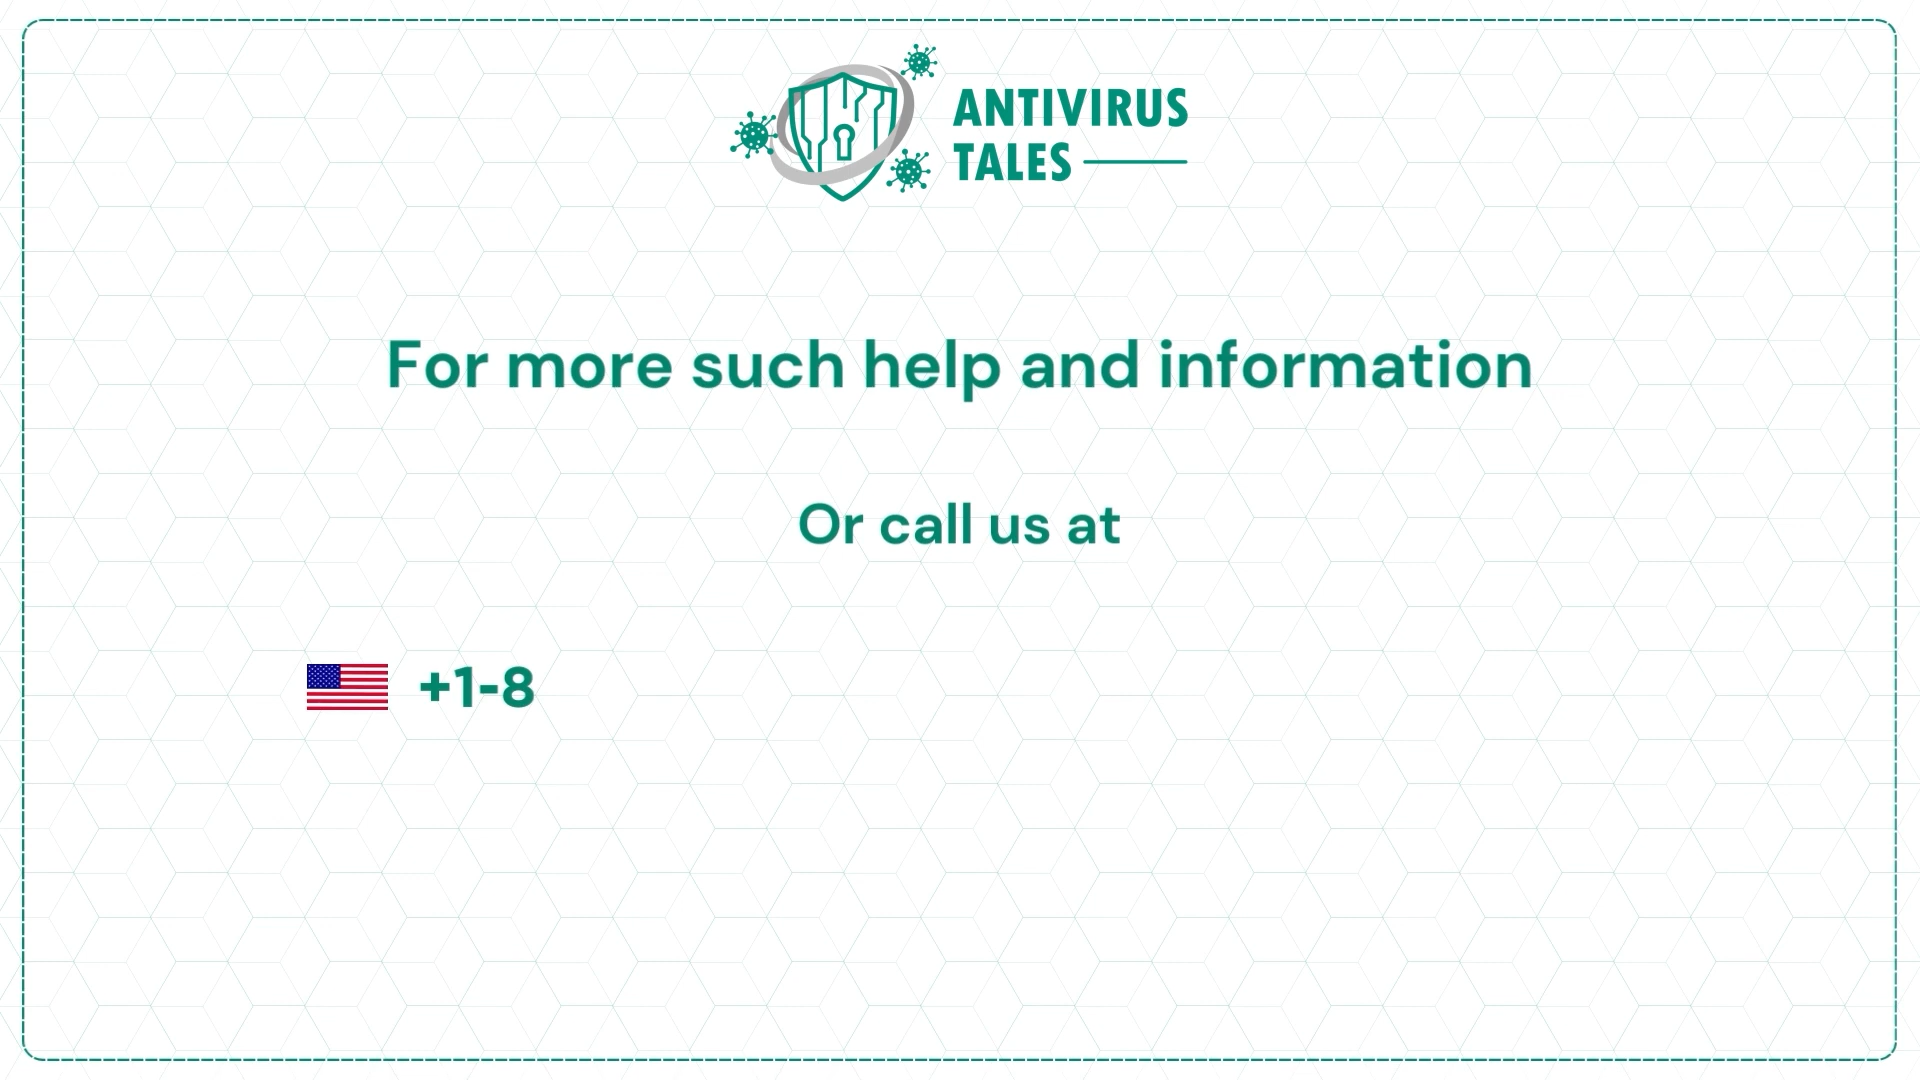 ANTIVIRUS
TALES
For more such help and information
Or call us at
+1-8